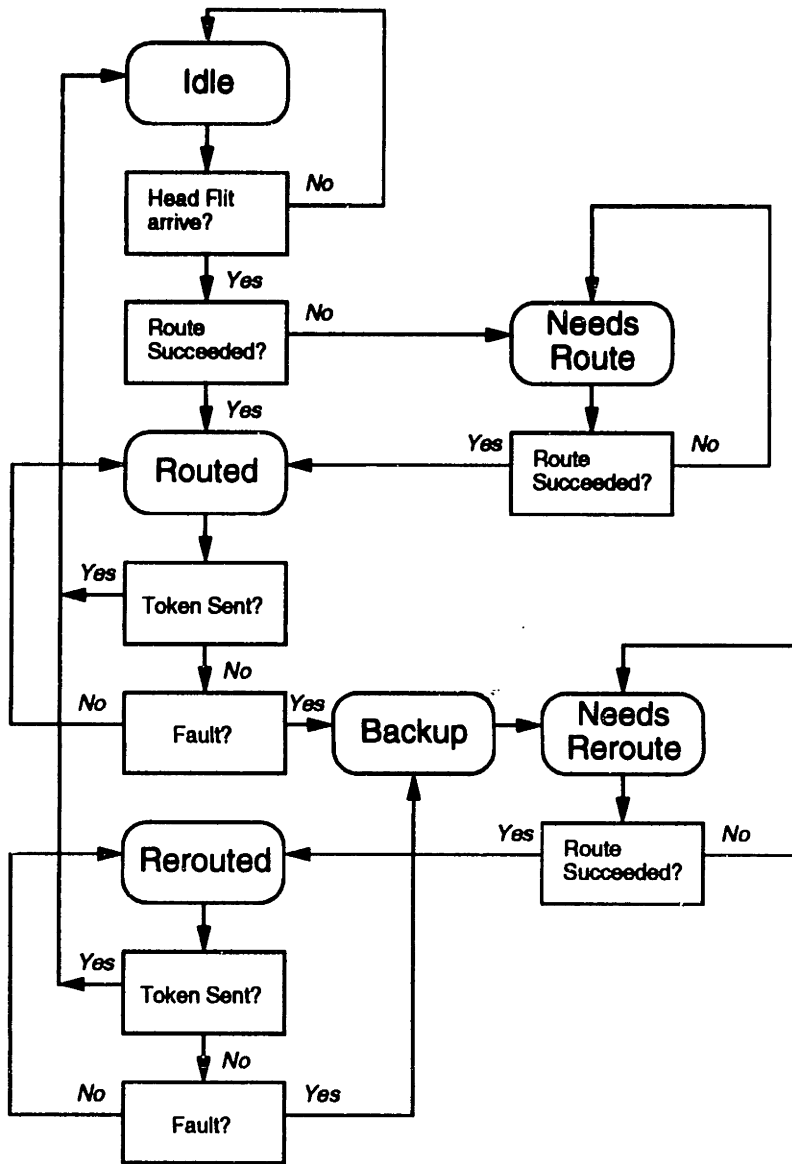 Idle
Head Flit
arrive?
No
Yes
Route
Succeeded?
No
Needs
Route
Yes
Routed
Yes
Route
Succeeded?
No
Yes
Token Sent?
No
No
Fault?
Yes
Backup
Needs
Reroute
Rerouted
Yes
Route
Succeeded?
No
Yes
Token Sent?
No
No
Fault?
Yes